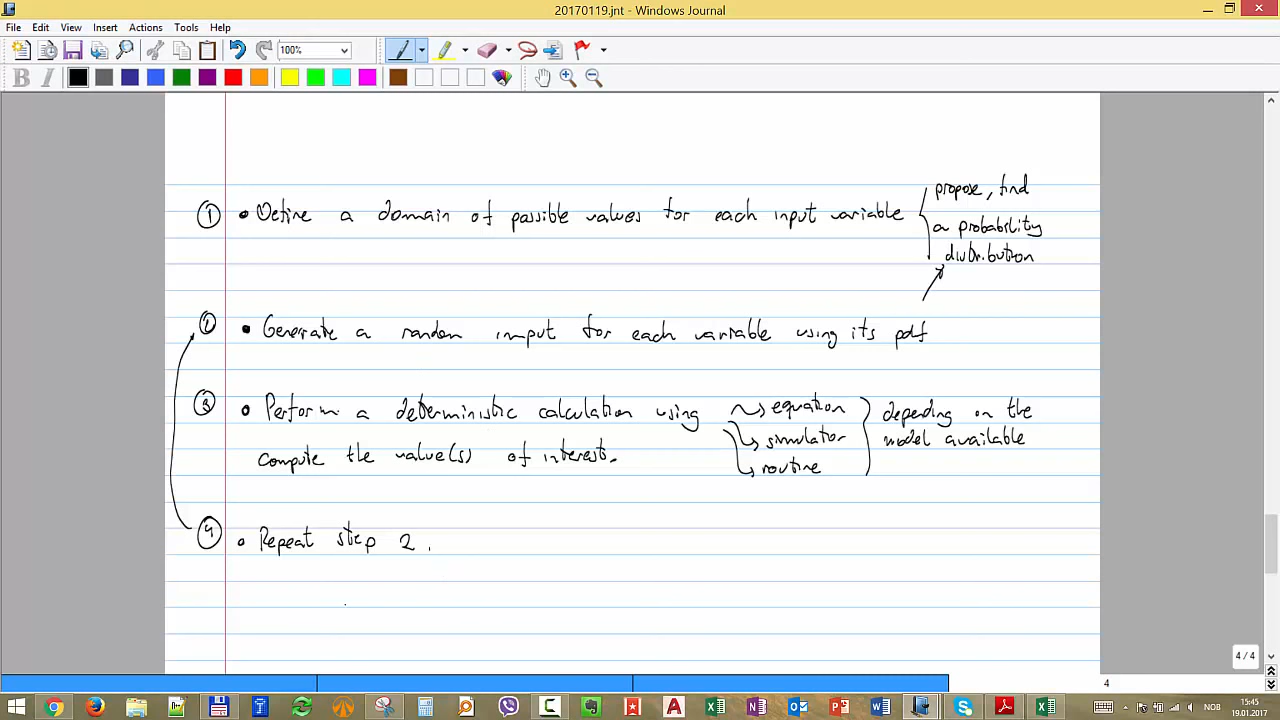 20170119.jnt - Windows Journal
File Edit View Insert Actions Tools Help
100%
B I
① • Define a domain of possible values for each input variable
propose, find
a probability
distribution
• Generate a random input for each variable using its pdf
③ • Perform a deterministic calculation using
compute the value(s) of interest.
equation
simulator
routine
depending on the
model available
④ • Repeat step 2.
4 / 4
4
NOB
15:45
19.01.2017